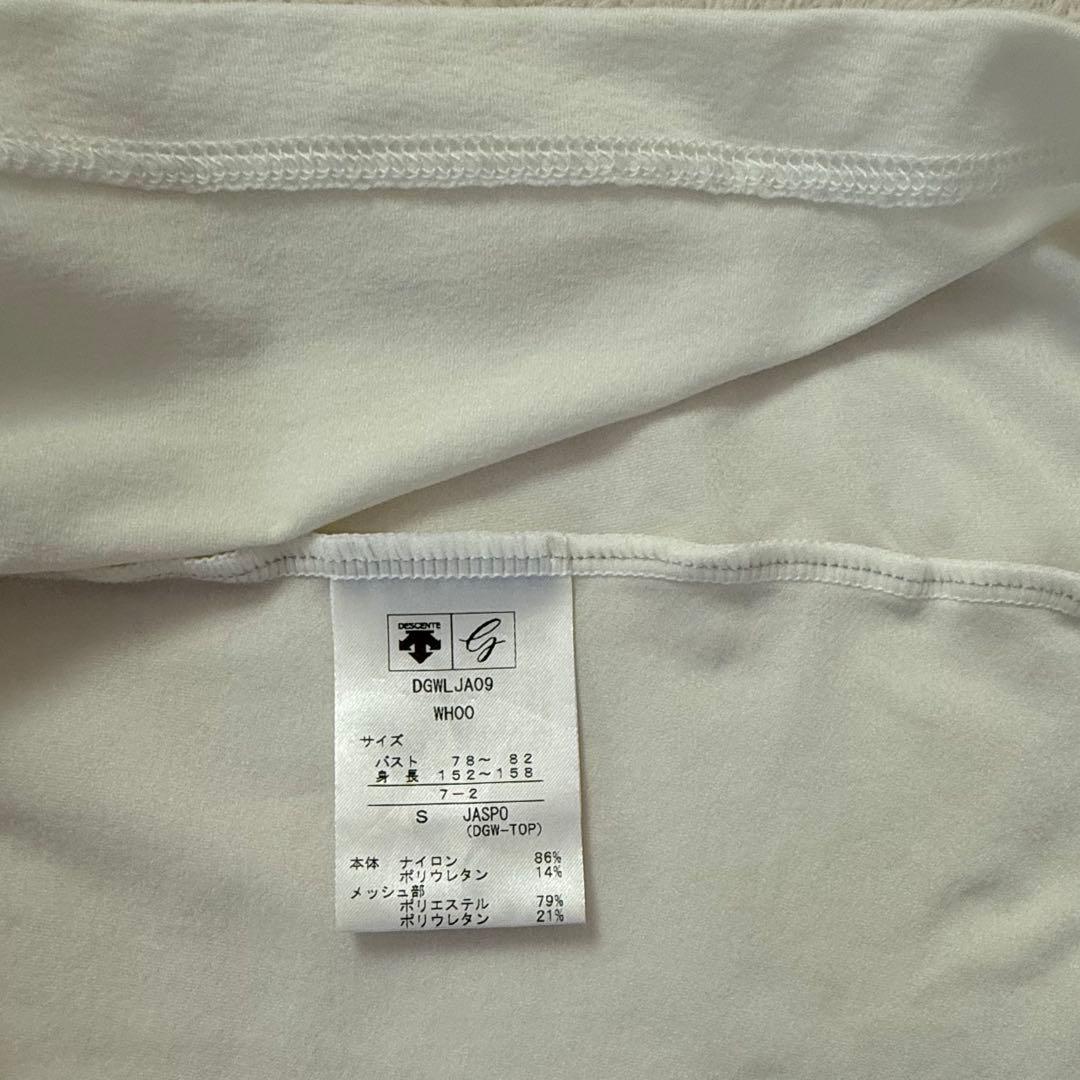 DESCENTE
G
DGWLJA09
WH00
サイズ
バスト 78～ 82
身 長 152～158
7-2
S JASPO
(DGW-TOP)
本体 ナイロン 86%
ポリウレタン 14%
メッシュ部
ポリエステル 79%
ポリウレタン 21%